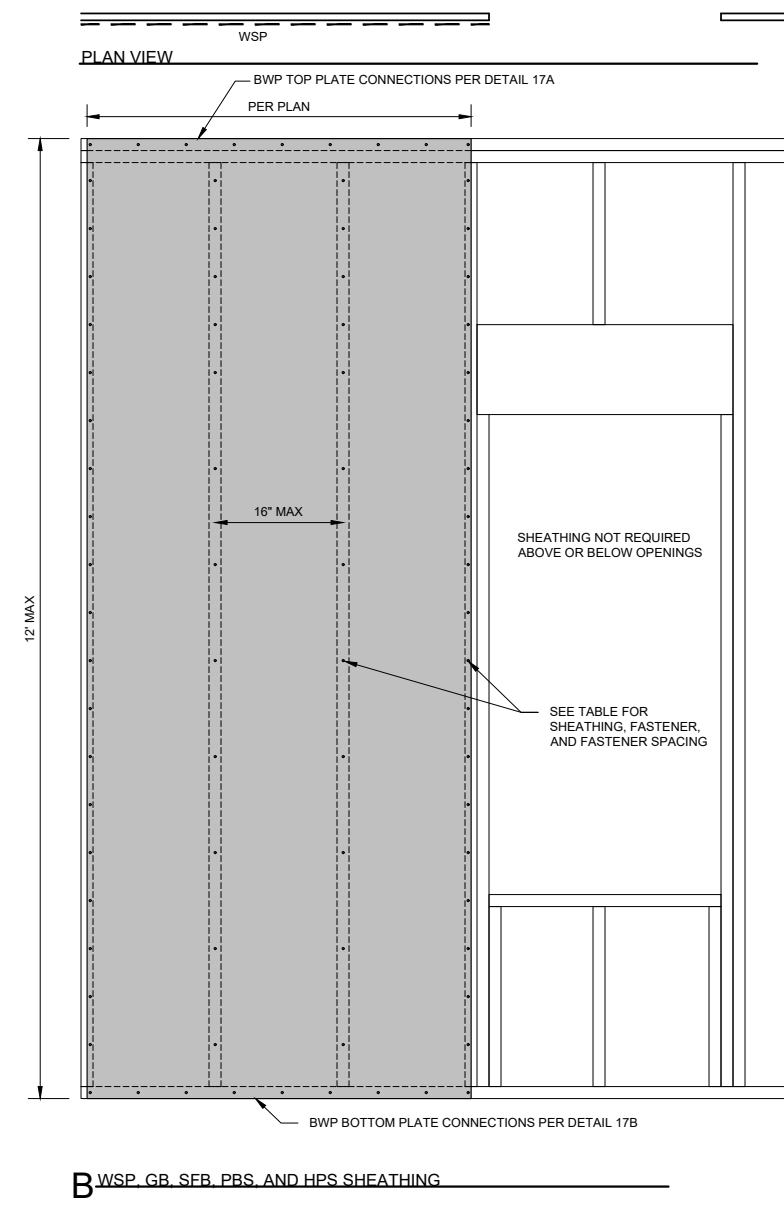 WSP
PLAN VIEW
BWP TOP PLATE CONNECTIONS PER DETAIL 17A
PER PLAN
16" MAX
SHEATHING NOT REQUIRED
ABOVE OR BELOW OPENINGS
12' MAX
SEE TABLE FOR
SHEATHING, FASTENER,
AND FASTENER SPACING
BWP BOTTOM PLATE CONNECTIONS PER DETAIL 17B
B WSP, GB, SFB, PBS, AND HPS SHEATHING